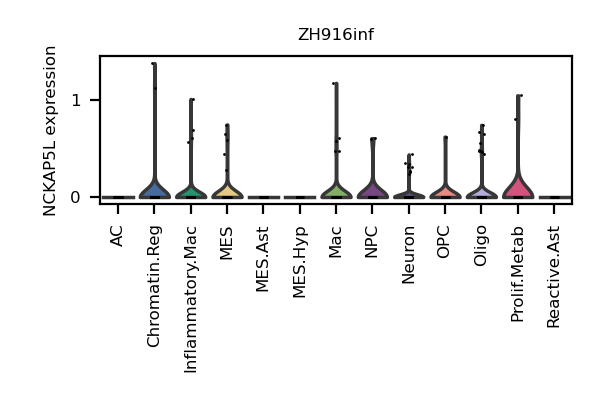 ZH916inf
NCKAP5L expression
1
0
AC
Chromatin.Reg
Inflammatory.Mac
MES
MES.Ast
MES.Hyp
Mac
NPC
Neuron
OPC
Oligo
Prolif.Metab
Reactive.Ast